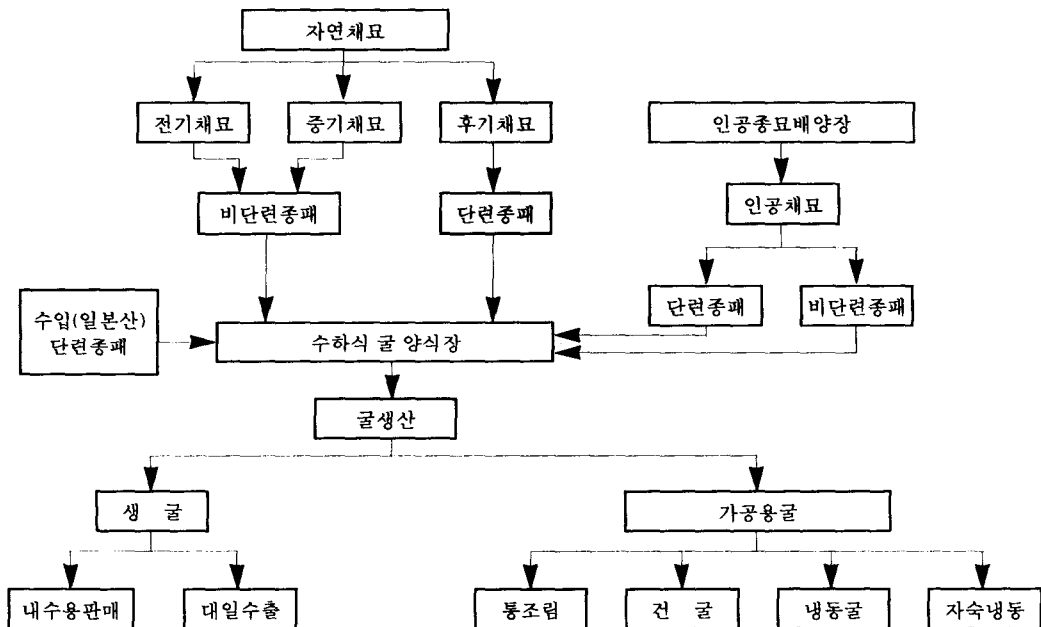 자연채묘
전기채묘
중기채묘
후기채묘
인공종묘배양장
비단련종패
단련종패
인공채묘
수입(일본산)
단련종패
단련종패
비단련종패
수하식 굴 양식장
굴생산
생 굴
가공용굴
내수용판매
대일수출
통조림
건 굴
냉동굴
자숙냉동